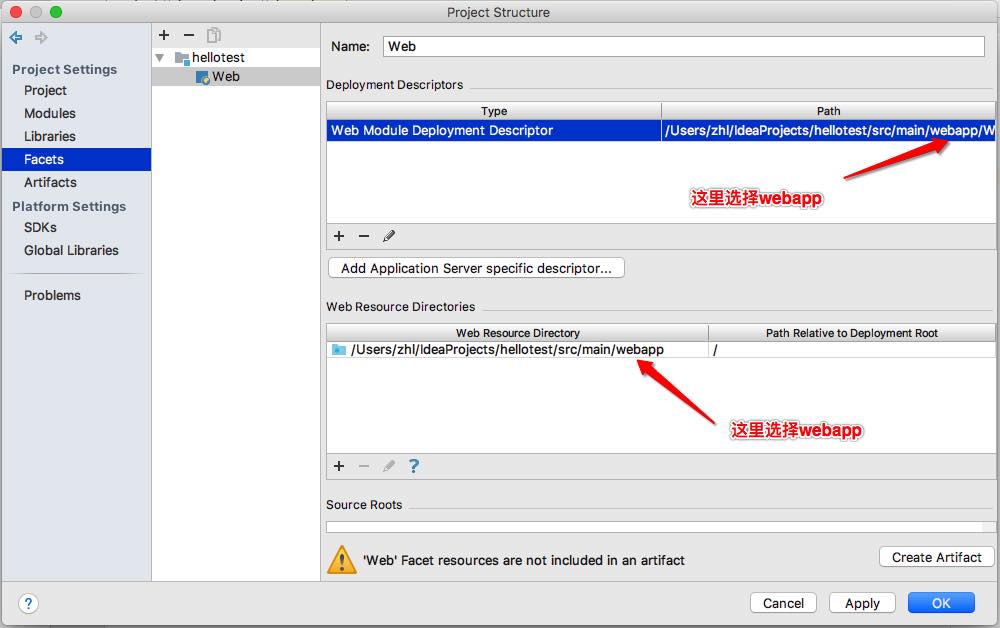 Project Structure
Project Settings
Project
Modules
Libraries
Facets
Artifacts
Platform Settings
SDKs
Global Libraries
Problems
hellotest
Web
Name: Web
Deployment Descriptors
Type Path
Web Module Deployment Descriptor /Users/zhl/IdeaProjects/hellotest/src/main/webapp/W
这里选择webapp
Add Application Server specific descriptor...
Web Resource Directories
Web Resource Directory Path Relative to Deployment Root
/Users/zhl/IdeaProjects/hellotest/src/main/webapp /
这里选择webapp
?
Source Roots
'Web' Facet resources are not included in an artifact Create Artifact
? Cancel Apply OK